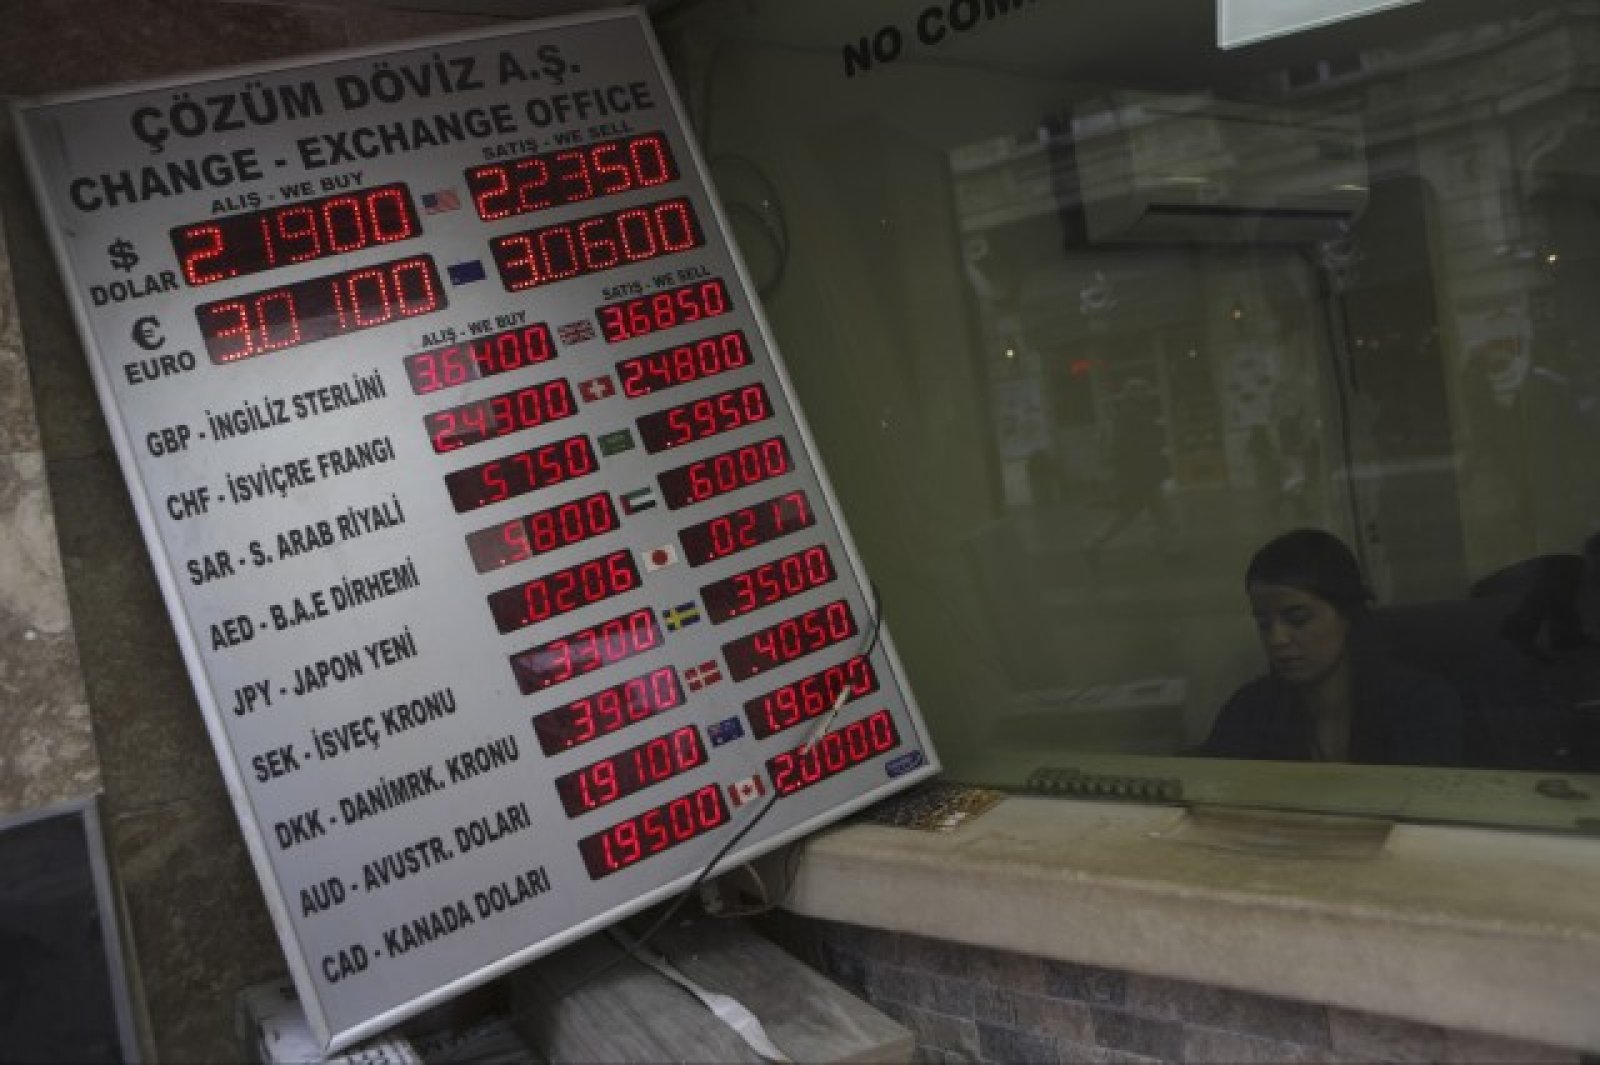 ÇÖZÜM DÖVİZ A.Ş.
CHANGE - EXCHANGE OFFICE
ALIŞ - WE BUY SATIŞ - WE SELL
$ DOLAR 2.1900 2.2350
€ EURO 3.0100 3.0600
ALIŞ - WE BUY SATIŞ - WE SELL
GBP - İNGİLİZ STERLİNİ 3.6400 3.6850
CHF - İSVİÇRE FRANGI 2.4300 2.4800
SAR - S. ARAB RİYALİ .5750 .5950
AED - B.A.E DİRHEMİ .5800 .6000
JPY - JAPON YENİ .0206 .0217
SEK - İSVEÇ KRONU .3300 .3500
DKK - DANİMRK. KRONU .3900 .4050
AUD - AVUSTR. DOLARI 1.9100 1.9600
CAD - KANADA DOLARI 1.9500 2.0000
NO